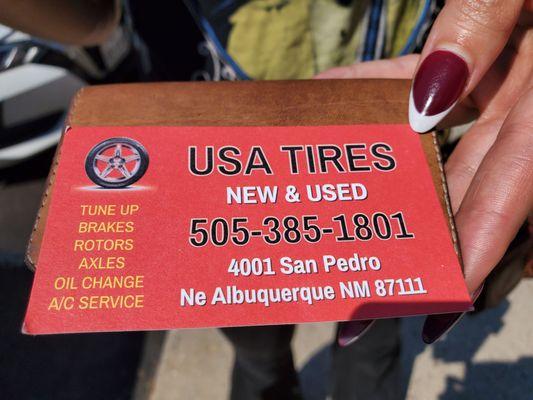 USA TIRES
NEW & USED
505-385-1801
4001 San Pedro
Ne Albuquerque NM 87111
TUNE UP
BRAKES
ROTORS
AXLES
OIL CHANGE
A/C SERVICE